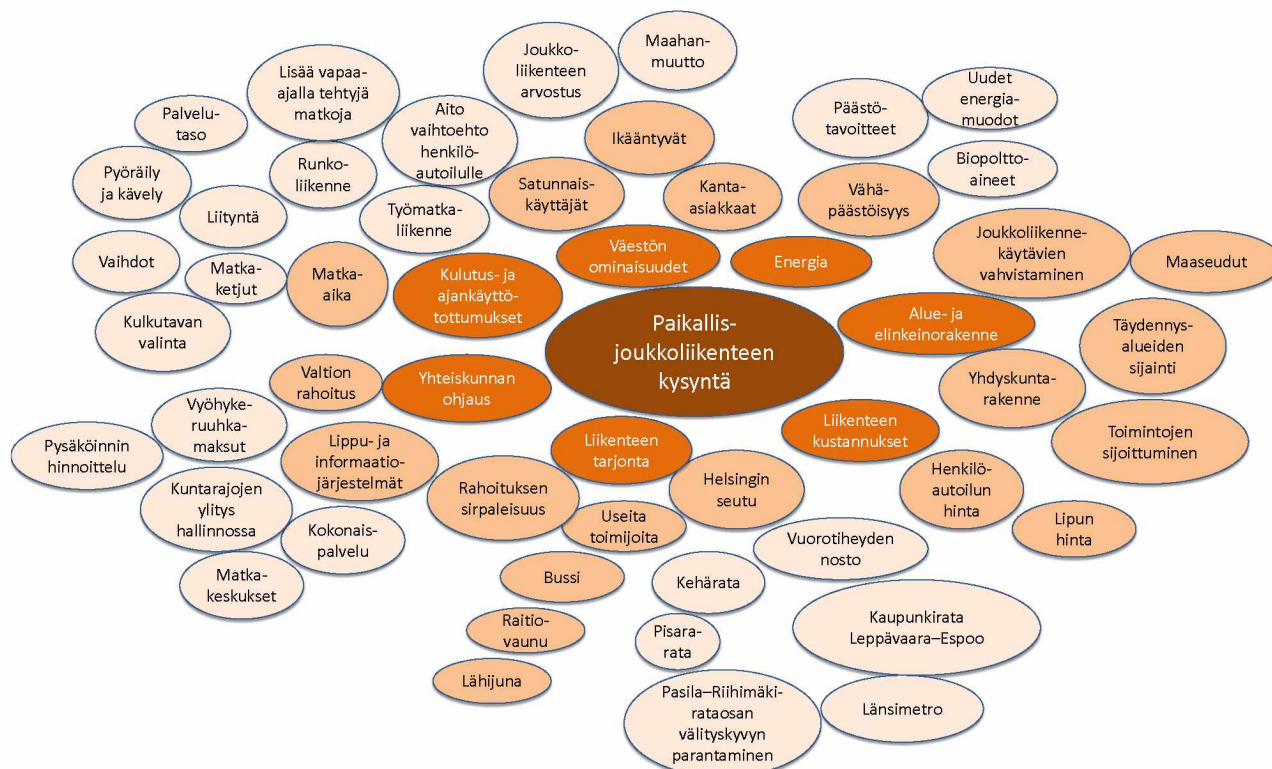 Maahan-
muutto
Joukko-
liikenteen
arvostus
Lisää vapaa-
ajalla tehtyjä
matkoja
Uudet
energia-
muodot
Palvelu-
taso
Aito
vaihtoehto
henkilö-
autoilulle
Päästö-
tavoitteet
Ikääntyvät
Biopoltto-
aineet
Pyöräily
ja kävely
Runko-
liikenne
Satunnais-
käyttäjät
Kanta-
asiakkaat
Vähä-
päästöisyys
Liityntä
Työmatka-
liikenne
Joukkoliikenne-
käytävien
vahvistaminen
Maaseudut
Väestön
ominaisuudet
Energia
Vaihdot
Matka-
ketjut
Matka-
aika
Kulutus- ja
ajankäyttö-
tottumukset
Alue- ja
elinkeinorakenne
Kulkutavan
valinta
Paikallis-
joukkoliikenteen
kysyntä
Täydennys-
alueiden
sijainti
Valtion
rahoitus
Yhteiskunnan
ohjaus
Yhdyskunta-
rakenne
Vyöhyke-
ruuhka-
maksut
Liikenteen
tarjonta
Liikenteen
kustannukset
Toimintojen
sijoittuminen
Pysäköinnin
hinnoittelu
Lippu- ja
informaatio-
järjestelmät
Rahoituksen
sirpaleisuus
Helsingin
seutu
Henkilö-
autoilun
hinta
Kuntarajojen
ylitys
hallinnossa
Useita
toimijoita
Lipun
hinta
Kokonais-
palvelu
Vuorotiheyden
nosto
Matka-
keskukset
Bussi
Kehärata
Raitio-
vaunu
Pisara-
rata
Kaupunkirata
Leppävaara–Espoo
Lähijuna
Pasila–Riihimäki-
rataosan
välityskyvyn
parantaminen
Länsimetro